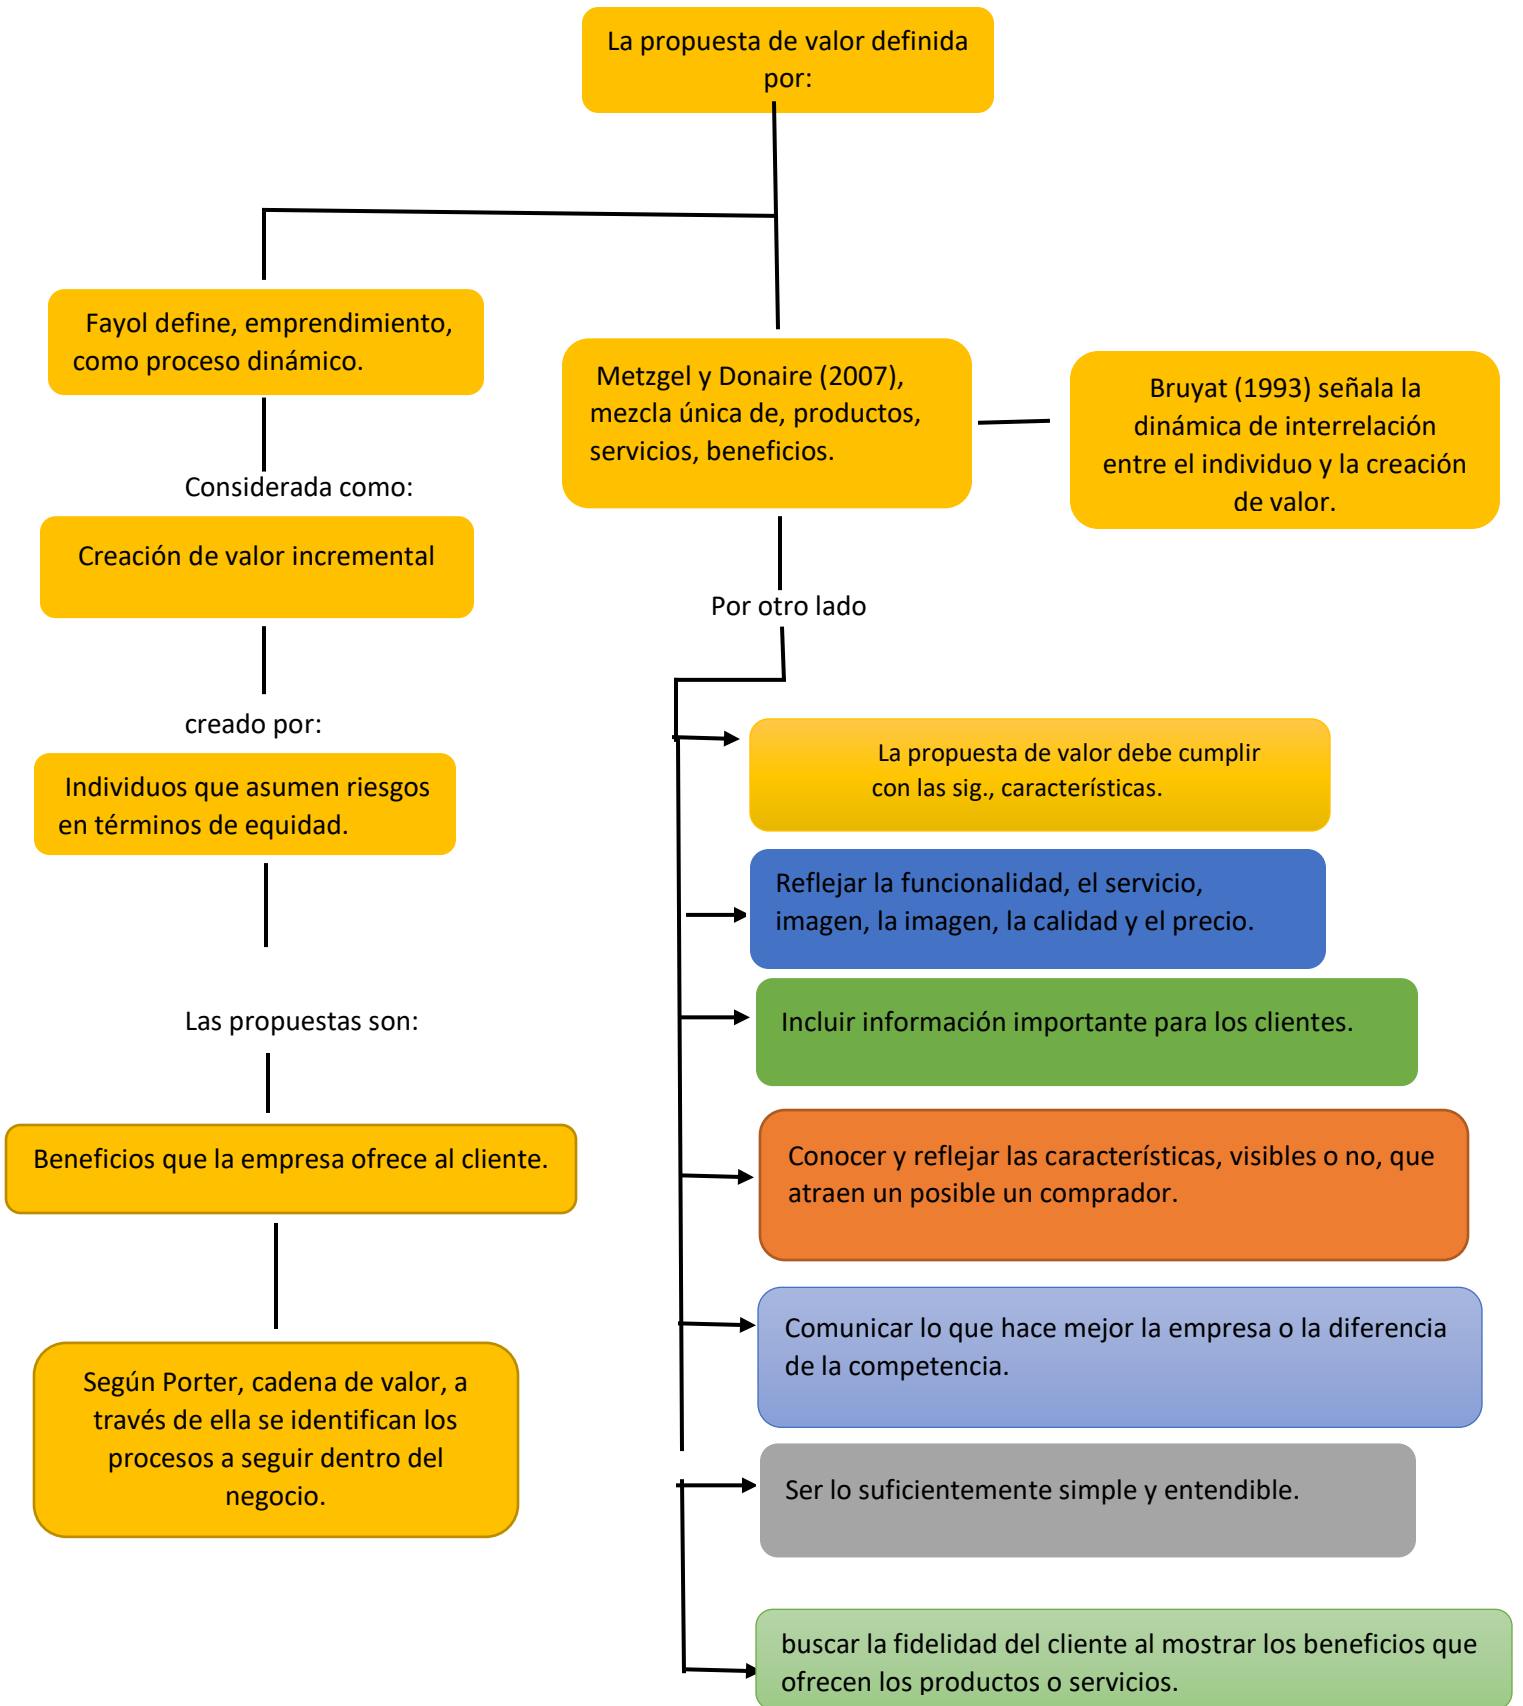 La propuesta de valor definida
por:
Fayol define, emprendimiento,
como proceso dinámico.
Considerada como:
Creación de valor incremental
creado por:
Individuos que asumen riesgos
en términos de equidad.
Las propuestas son:
Beneficios que la empresa ofrece al cliente.
Según Porter, cadena de valor, a
través de ella se identifican los
procesos a seguir dentro del
negocio.
Metzgel y Donaire (2007),
mezcla única de, productos,
servicios, beneficios.
Bruyat (1993) señala la
dinámica de interrelación
entre el individuo y la creación
de valor.
Por otro lado
La propuesta de valor debe cumplir
con las sig., características.
Reflejar la funcionalidad, el servicio,
imagen, la imagen, la calidad y el precio.
Incluir información importante para los clientes.
Conocer y reflejar las características, visibles o no, que
atraen un posible un comprador.
Comunicar lo que hace mejor la empresa o la diferencia
de la competencia.
Ser lo suficientemente simple y entendible.
buscar la fidelidad del cliente al mostrar los beneficios que
ofrecen los productos o servicios.